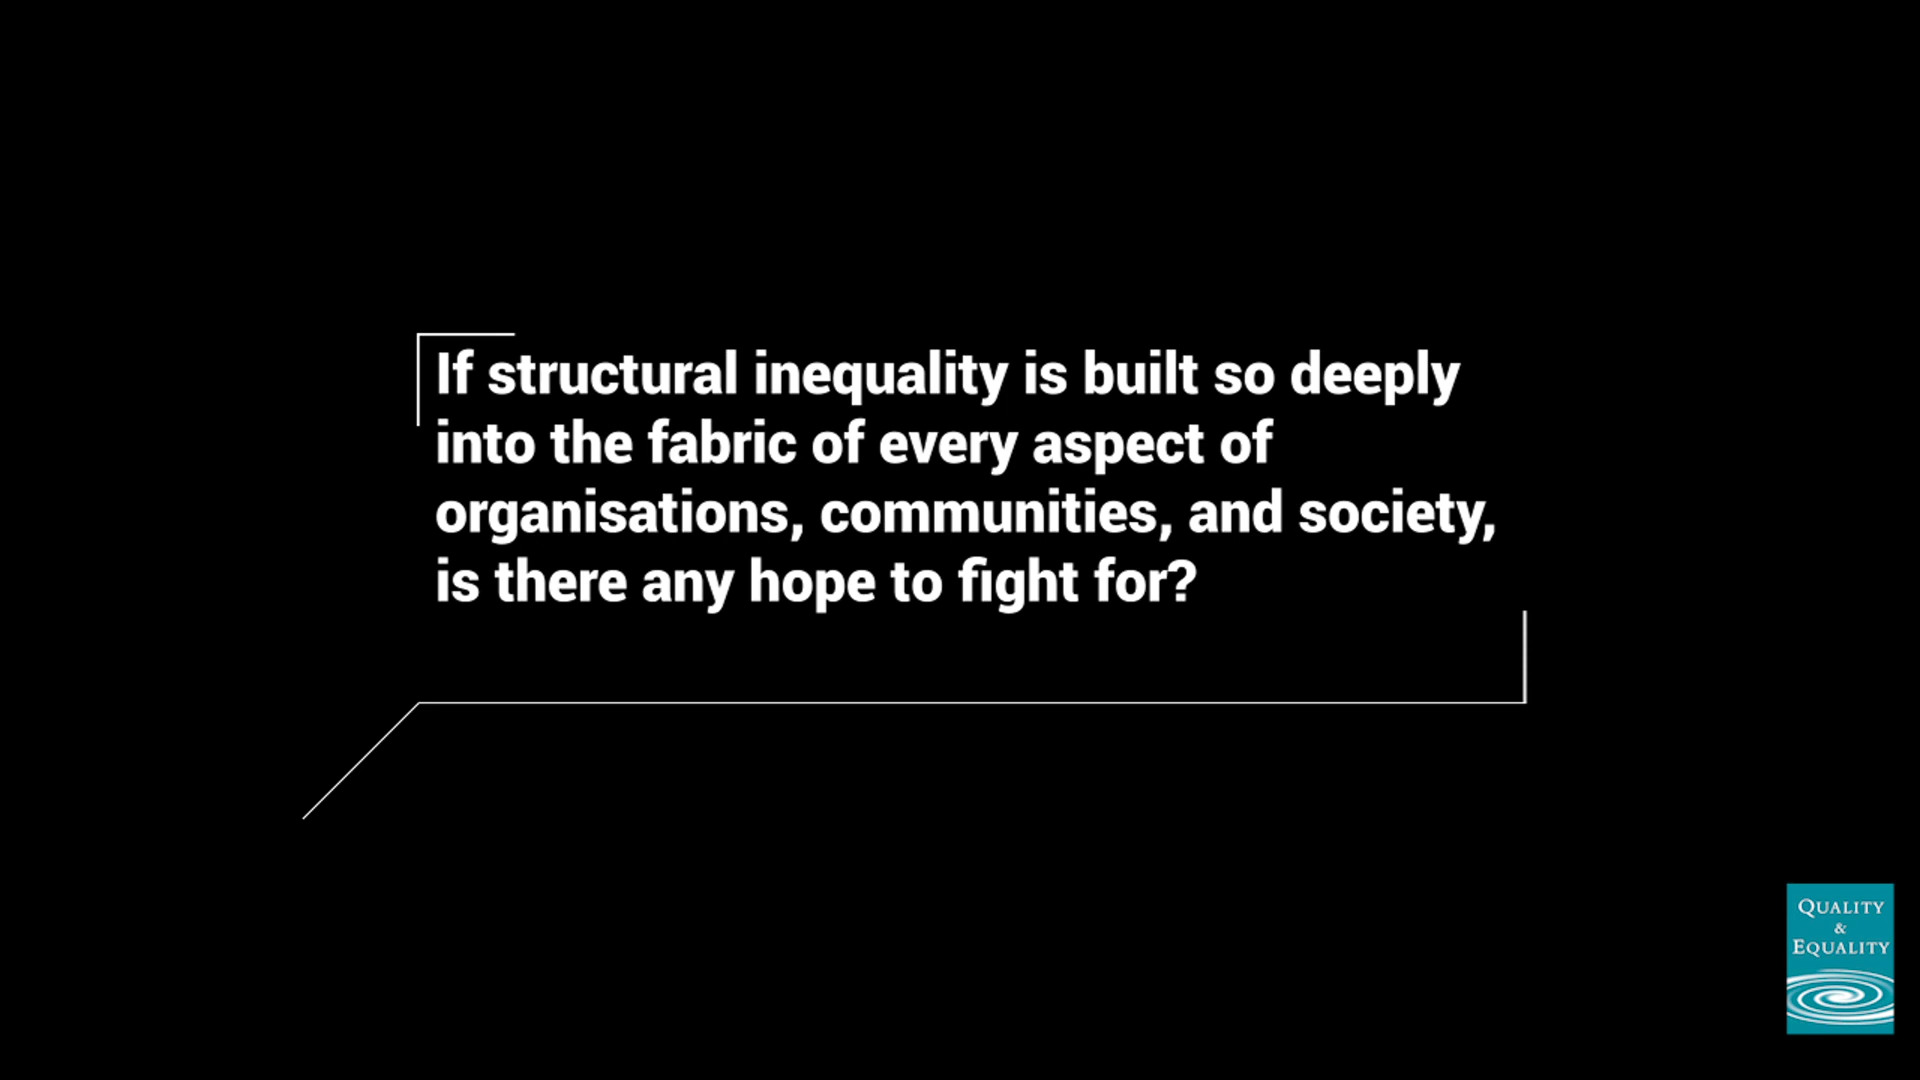 If structural inequality is built so deeply
into the fabric of every aspect of
organisations, communities, and society,
is there any hope to fight for?
QUALITY
&
EQUALITY